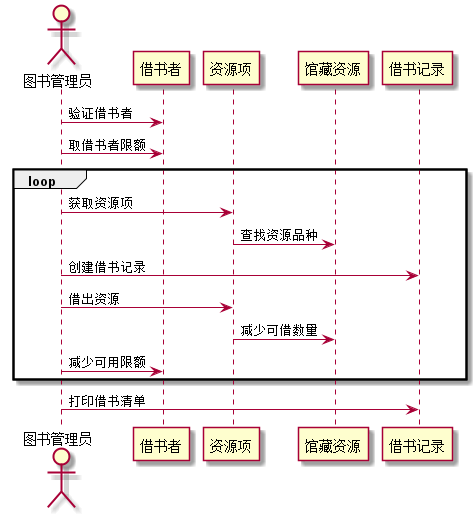 图书管理员
借书者
资源项
馆藏资源
借书记录
验证借书者
取借书者限额
loop
获取资源项
查找资源品种
创建借书记录
借出资源
减少可借数量
减少可用限额
打印借书清单
图书管理员
借书者
资源项
馆藏资源
借书记录